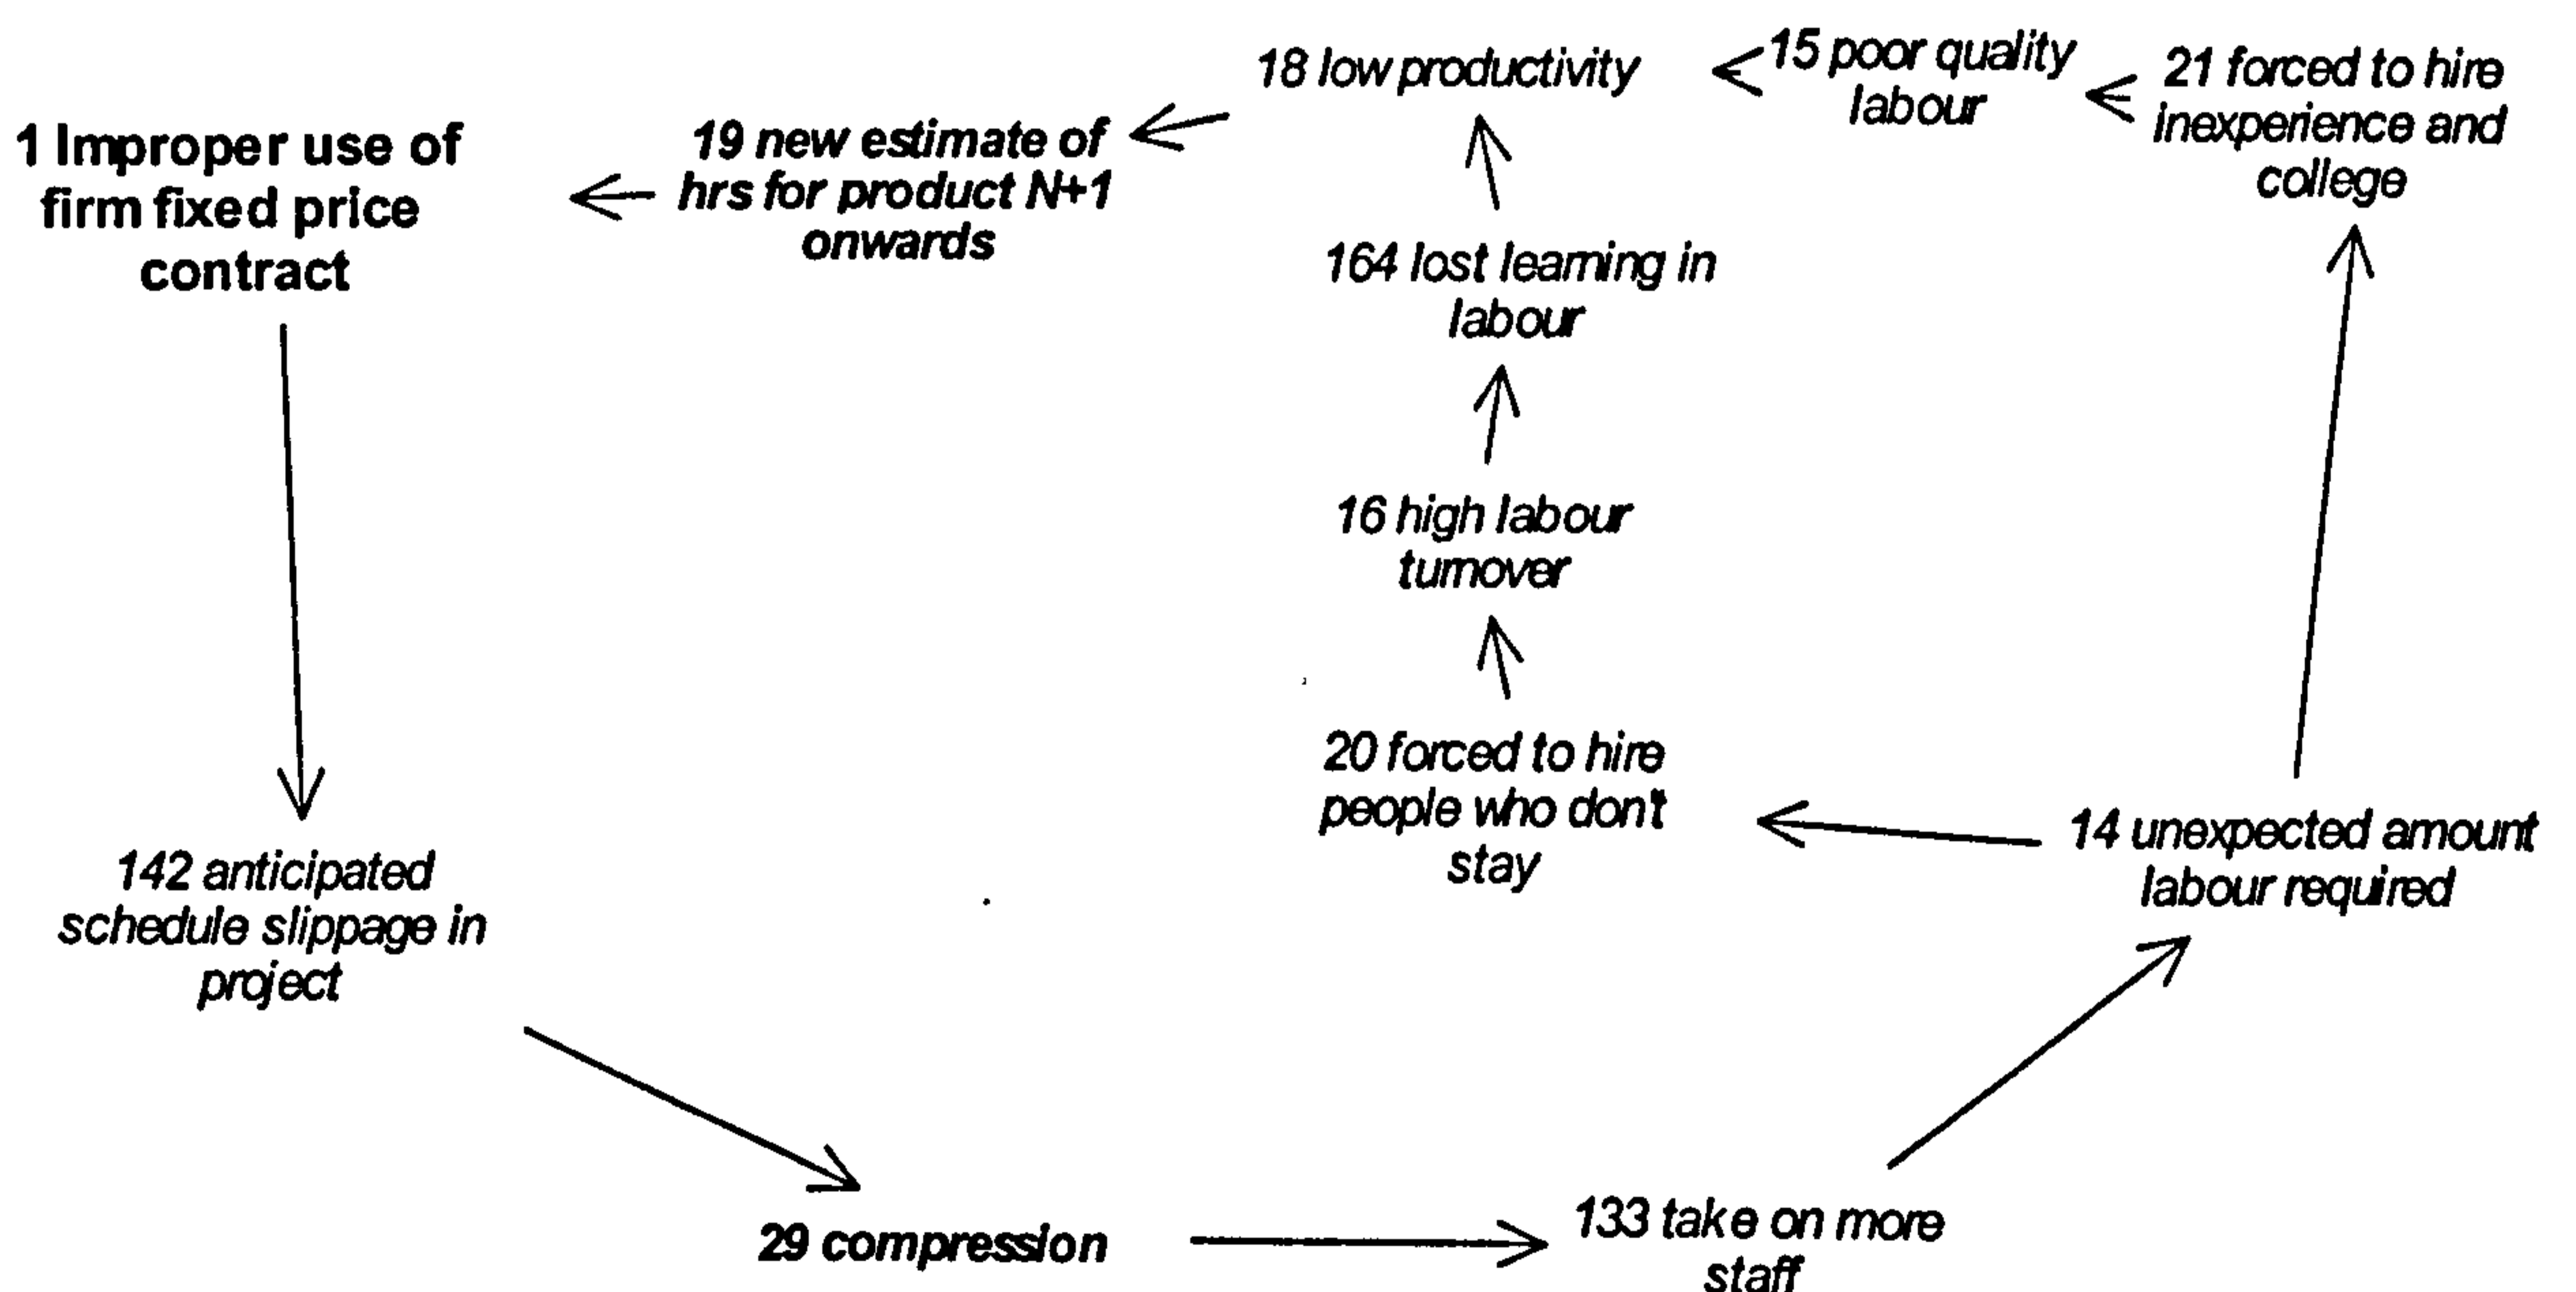 1 Improper use of
firm fixed price
contract
19 new estimate of
hrs for product N+1
onwards
18 low productivity
15 poor quality
labour
21 forced to hire
inexperience and
college
164 lost learning in
labour
16 high labour
turnover
20 forced to hire
people who don't
stay
14 unexpected amount
labour required
142 anticipated
schedule slippage in
project
29 compression
133 take on more
staff